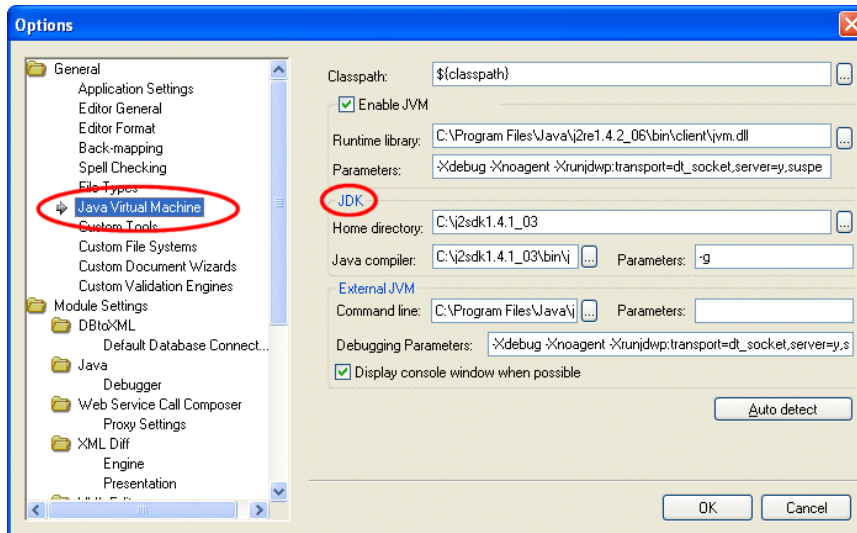 Options
General
Application Settings
Editor General
Editor Format
Back-mapping
Spell Checking
File Types
Java Virtual Machine
Custom Tools
Custom File Systems
Custom Document Wizards
Custom Validation Engines
Module Settings
DBtoXML
Default Database Connect...
Java
Debugger
Web Service Call Composer
Proxy Settings
XML Diff
Engine
Presentation
Classpath: ${classpath} ...
Enable JVM
Runtime library: C:\Program Files\Java\j2re1.4.2_06\bin\client\jvm.dll ...
Parameters: -Xdebug -Xnoagent -Xrunjdwp:transport=dt_socket,server=y,suspe
JDK
Home directory: C:\j2sdk1.4.1_03 ...
Java compiler: C:\j2sdk1.4.1_03\bin\j ... Parameters: -g
External JVM
Command line: C:\Program Files\Java\j ... Parameters:
Debugging Parameters: -Xdebug -Xnoagent -Xrunjdwp:transport=dt_socket,server=y,s
Display console window when possible
Auto detect
OK Cancel